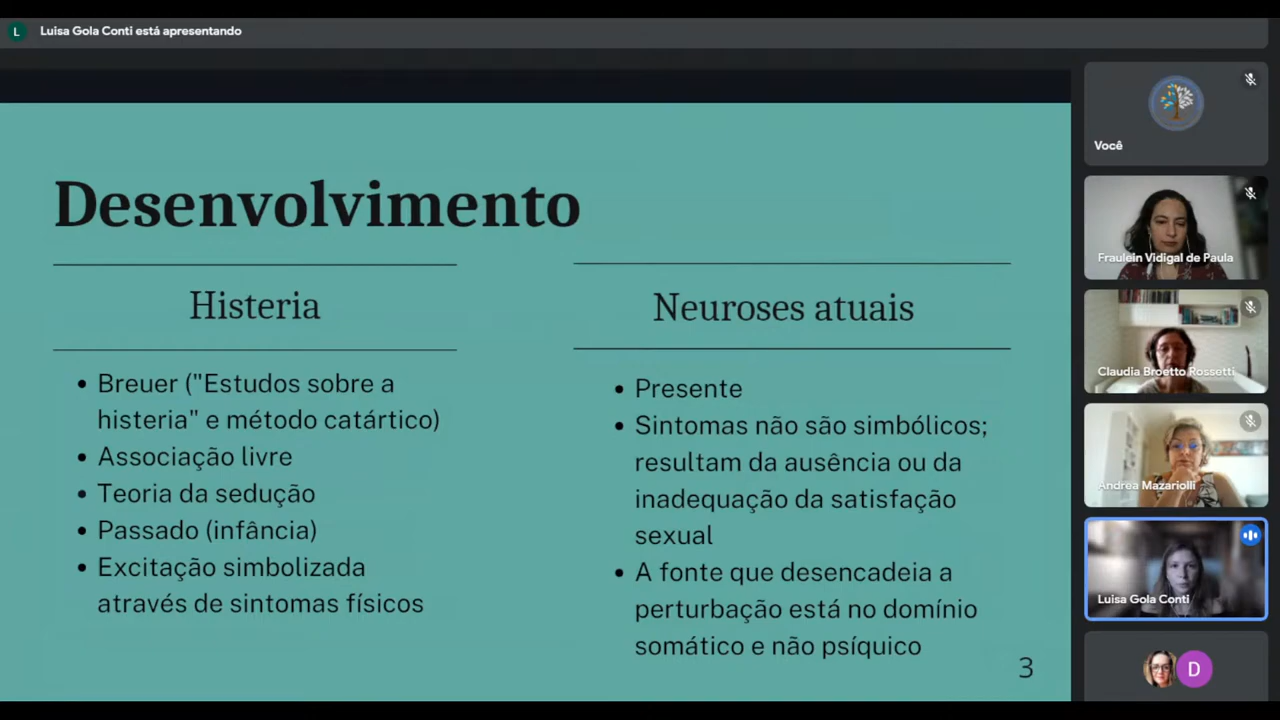 L
Luisa Gola Conti está apresentando
Desenvolvimento
Histeria
Breuer ("Estudos sobre a
histeria" e método catártico)
Associação livre
Teoria da sedução
Passado (infância)
Excitação simbolizada
através de sintomas físicos
Neuroses atuais
Presente
Sintomas não são simbólicos;
resultam da ausência ou da
inadequação da satisfação
sexual
A fonte que desencadeia a
perturbação está no domínio
somático e não psíquico
3
Você
Fraulein Vidigal de Paula
Claudia Broetto Rossetti
Andrea Mazariolli
Luisa Gola Conti
D